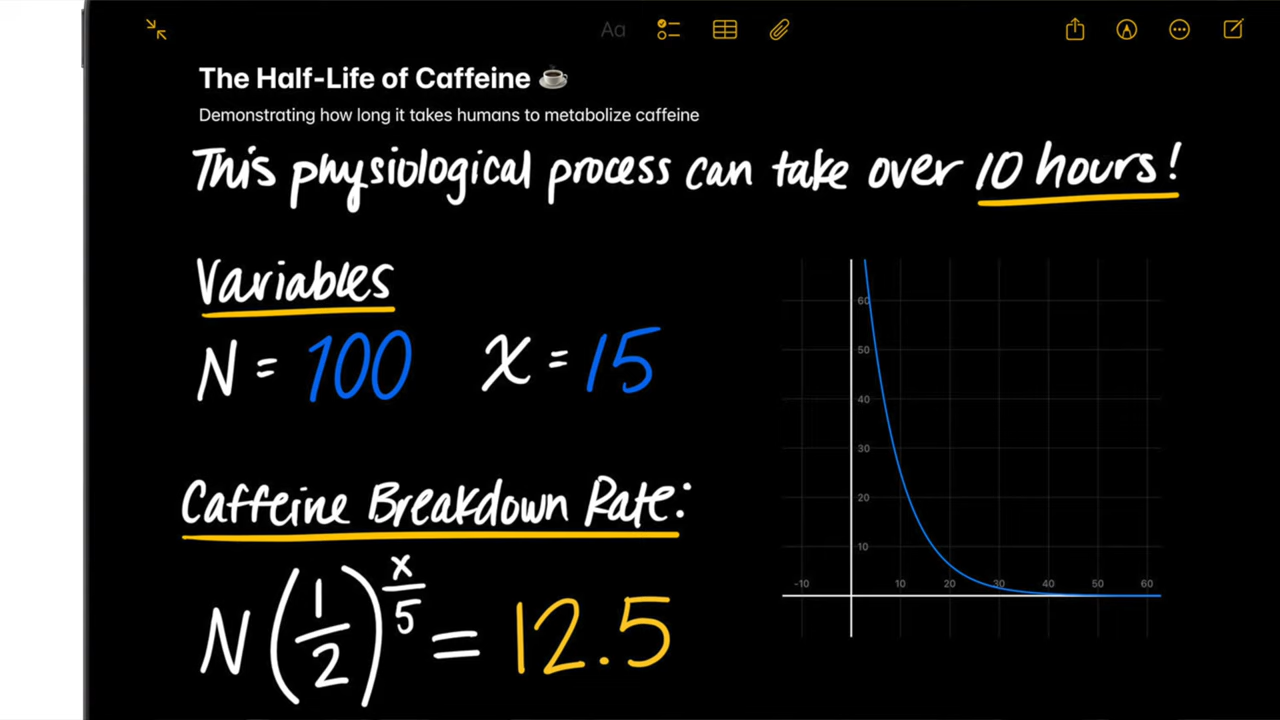 Aa
The Half-Life of Caffeine ☕
Demonstrating how long it takes humans to metabolize caffeine
This physiological process can take over 10 hours!
Variables
N = 100 x = 15
60
50
40
30
20
10
-10 10 20 30 40 50 60
Caffeine Breakdown Rate:
N(1/2)^(x/5) = 12.5